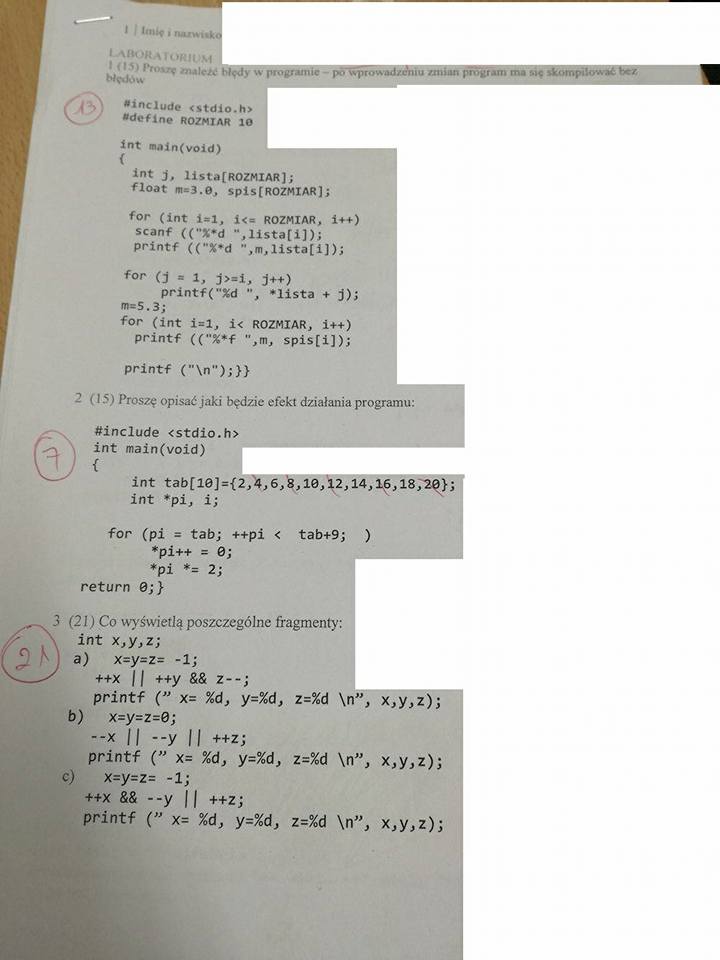 1 | Imię i nazwisko
LABORATORIUM
1 (15) Proszę znaleźć błędy w programie – po wprowadzeniu zmian program ma się skompilować bez
błędów
13
#include <stdio.h>
#define ROZMIAR 10
int main(void)
{
int j, lista[ROZMIAR];
float m=3.0, spis[ROZMIAR];
for (int i=1, i<= ROZMIAR, i++)
scanf (("%*d ",lista[i]);
printf (("%*d ",m,lista[i]);
for (j = 1, j>=i, j++)
printf("%d ", *lista + j);
m=5.3;
for (int i=1, i< ROZMIAR, i++)
printf (("%*f ",m, spis[i]);
printf ("\n");}}
2 (15) Proszę opisać jaki będzie efekt działania programu:
7
#include <stdio.h>
int main(void)
{
int tab[10]={2,4,6,8,10,12,14,16,18,20};
int *pi, i;
for (pi = tab; ++pi < tab+9; )
*pi++ = 0;
*pi *= 2;
return 0;}
3 (21) Co wyświetlą poszczególne fragmenty:
21
int x,y,z;
a) x=y=z= -1;
++x || ++y && z--;
printf (” x= %d, y=%d, z=%d \n”, x,y,z);
b) x=y=z=0;
--x || --y || ++z;
printf (” x= %d, y=%d, z=%d \n”, x,y,z);
c) x=y=z= -1;
++x && --y || ++z;
printf (” x= %d, y=%d, z=%d \n”, x,y,z);